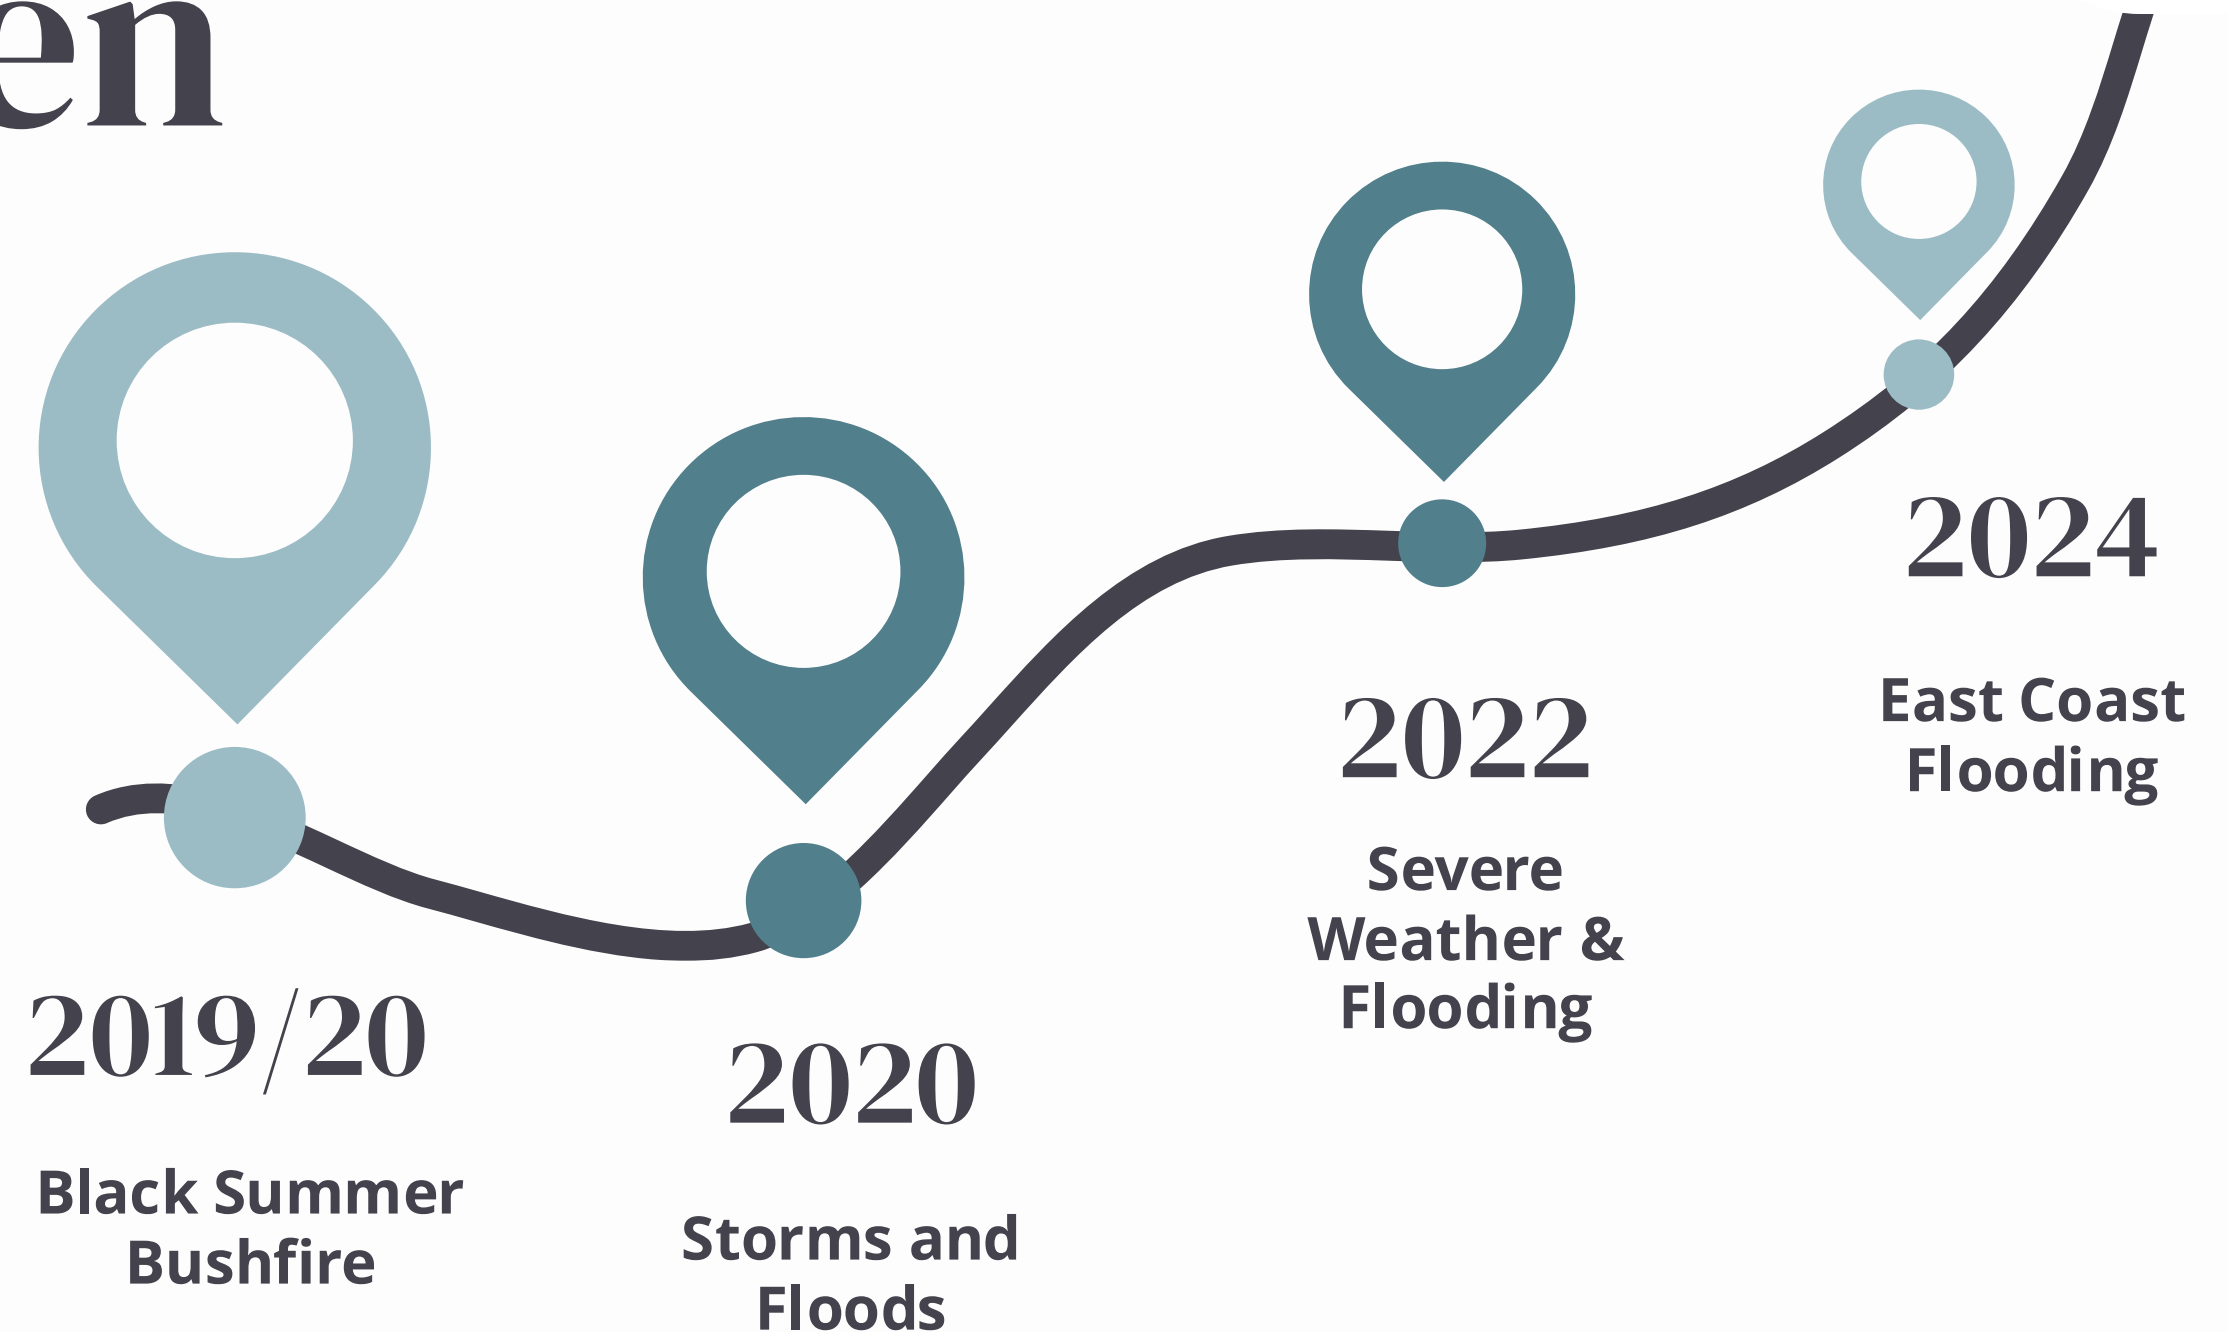 en
2019/20
Black Summer
Bushfire
2020
Storms and
Floods
2022
Severe
Weather &
Flooding
2024
East Coast
Flooding